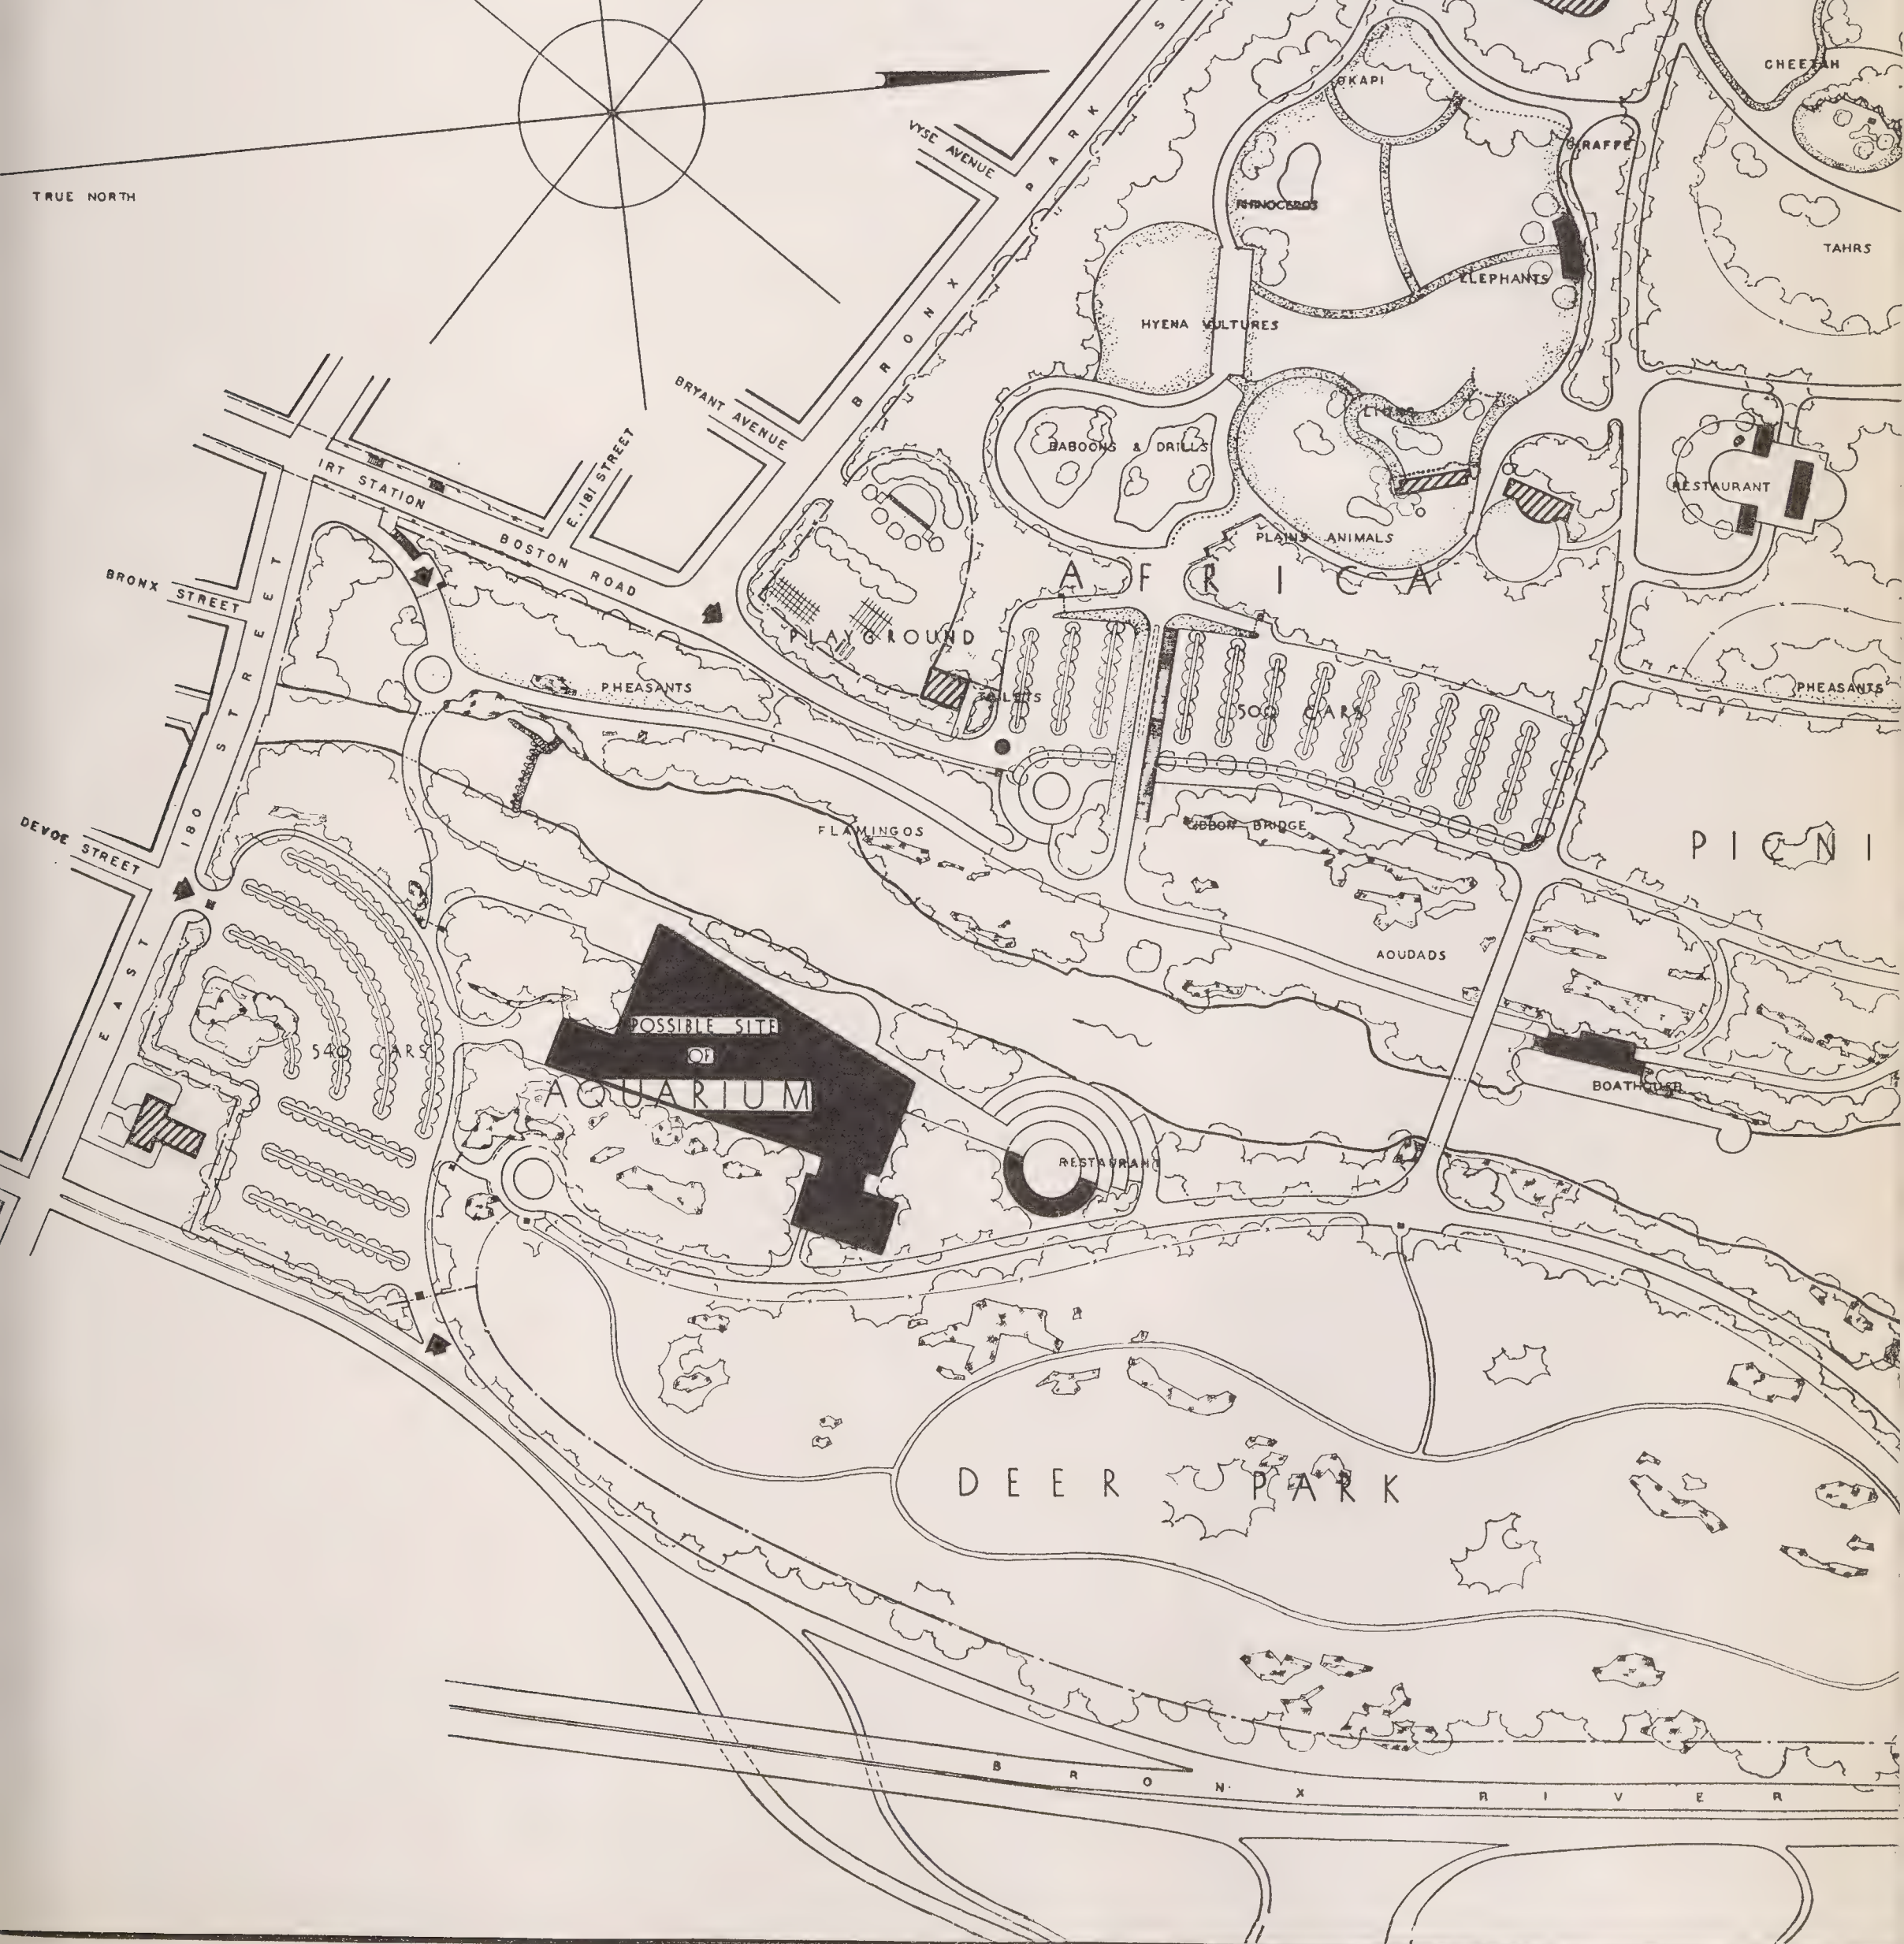 TRUE NORTH
VYSE AVENUE
BRONX PARK S
OKAPI
CHEETAH
GIRAFFE
RHINOCEROS
TAHRS
ELEPHANTS
HYENA VULTURES
BRYANT AVENUE
LIONS
BABOONS & DRILLS
IRT STATION
E. 181 STREET
RESTAURANT
PLAINS ANIMALS
BOSTON ROAD
AFRICA
BRONX STREET
PLAYGROUND
PHEASANTS
TOILETS
500 CARS
PHEASANTS
EAST 180 STREET
DEVOE STREET
FLAMINGOS
GIBBON BRIDGE
PICNI
AOUDADS
POSSIBLE SITE
OF
AQUARIUM
540 CARS
BOATHOUSE
RESTAURANT
DEER PARK
BRONX RIVER